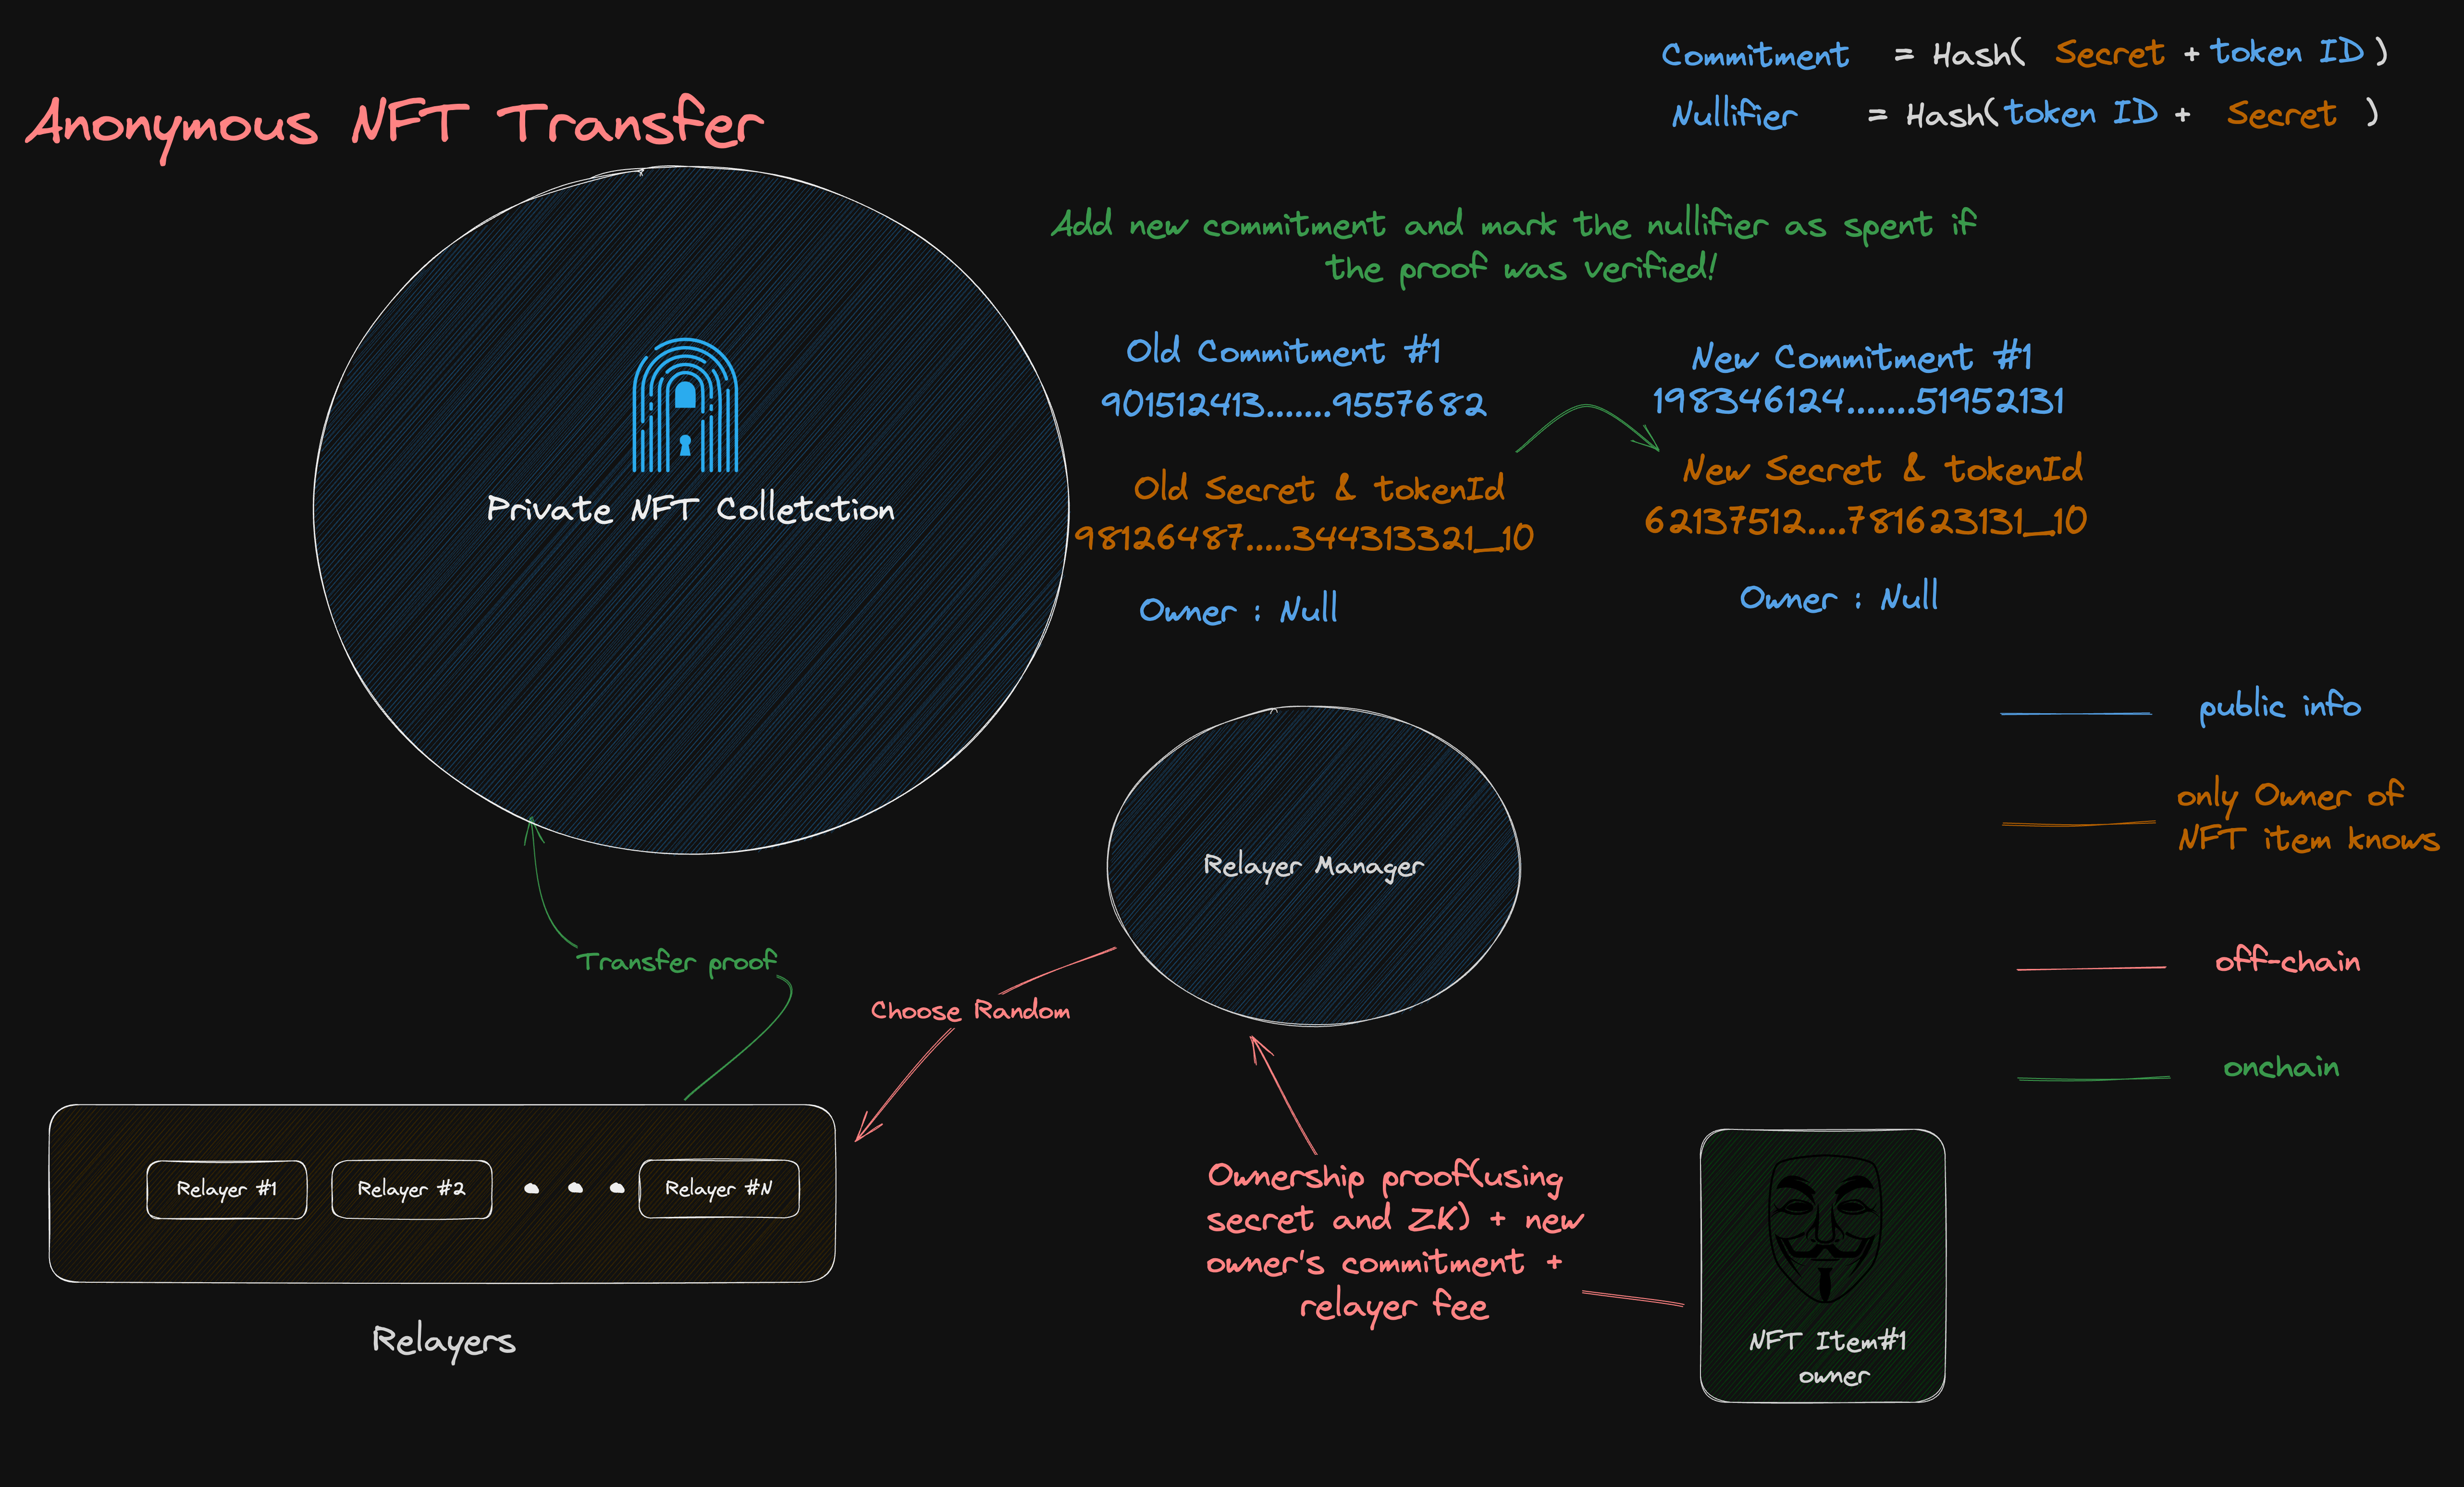 Anonymous NFT Transfer
Commitment = Hash( Secret + token ID )
Nullifier = Hash( token ID + Secret )
Add new commitment and mark the nullifier as spent if
the proof was verified!
Private NFT Colletction
Old Commitment #1
901512413.......9557682
Old Secret & tokenId
98126487.....344313321_10
Owner : Null
New Commitment #1
198346124.......51952131
New Secret & tokenId
62137512....781623131_10
Owner : Null
public info
only Owner of
NFT item knows
off-chain
onchain
Relayer Manager
Transfer proof
Choose Random
Relayer #1
Relayer #2
Relayer #N
Relayers
Ownership proof(using
secret and ZK) + new
owner's commitment +
relayer fee
NFT Item#1
owner